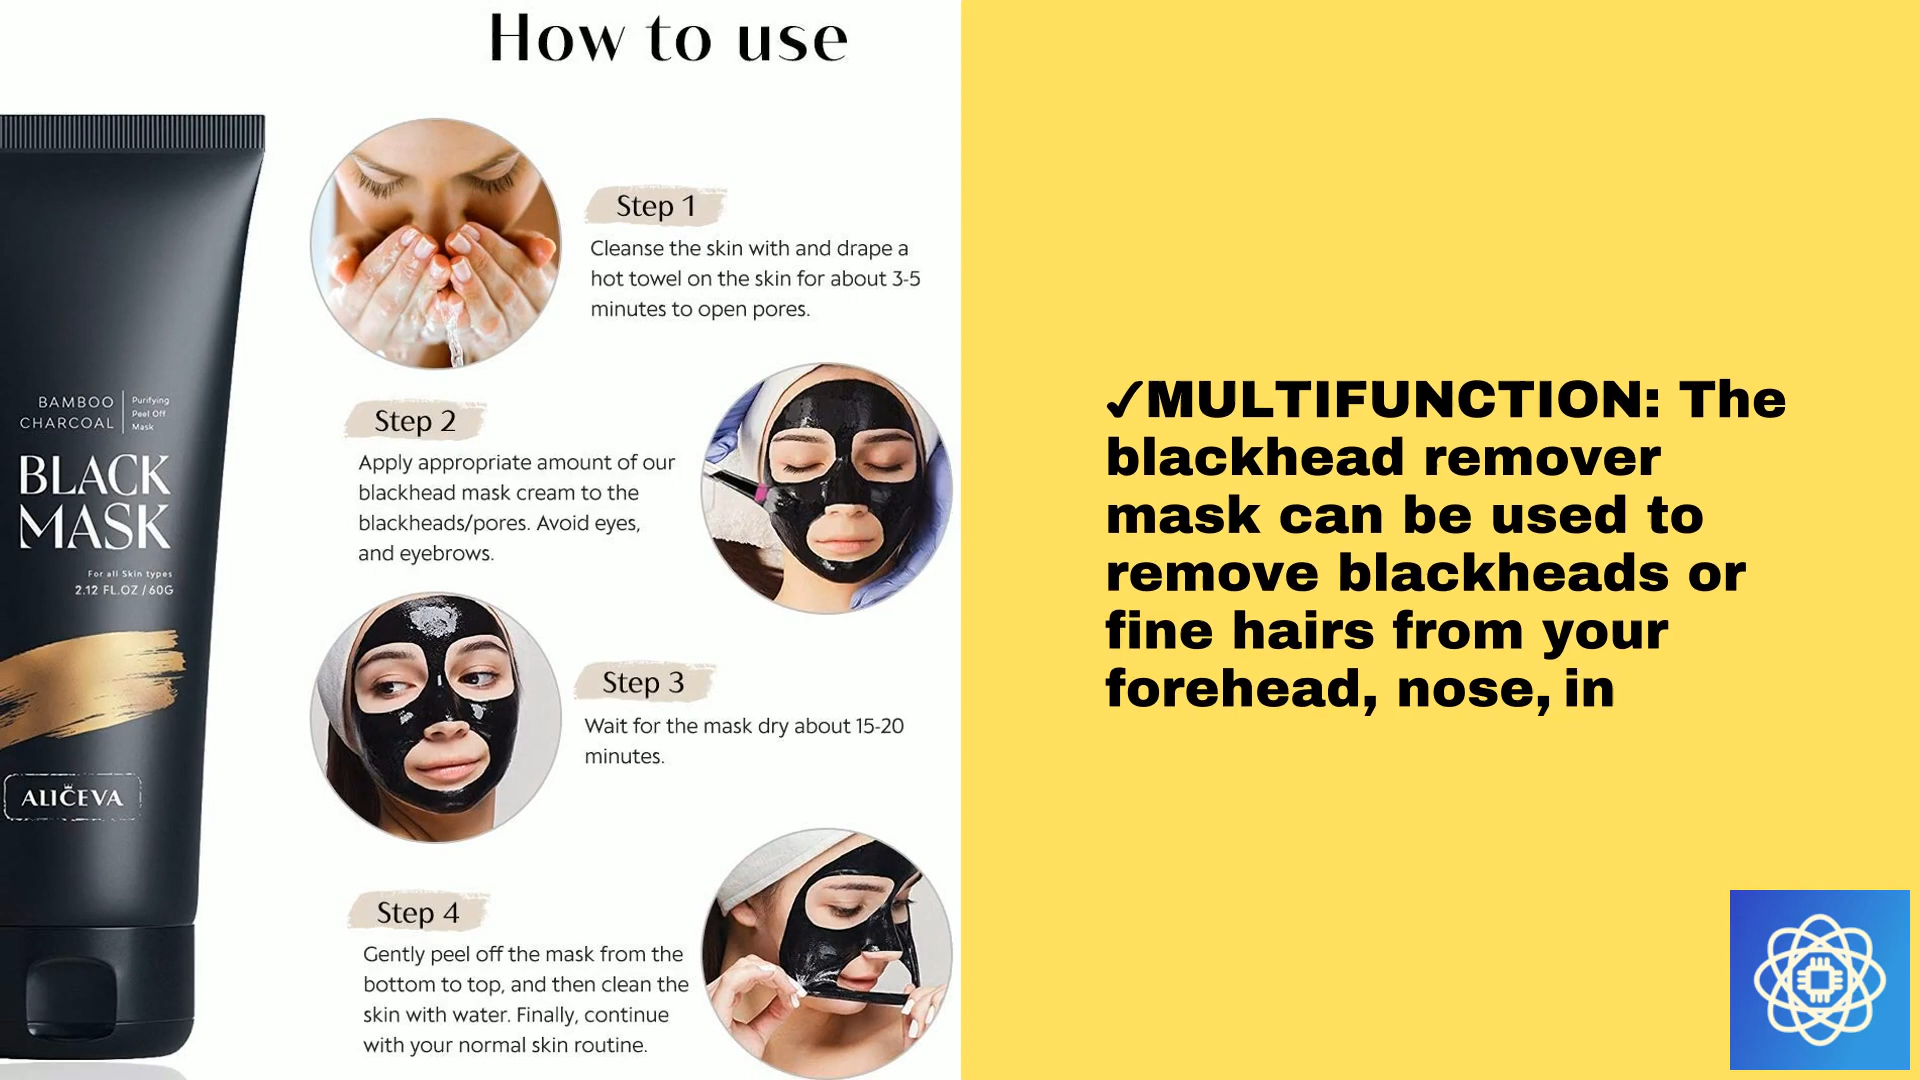 How to use
BAMBOO
CHARCOAL
Purifying
Peel Off
Mask
BLACK
MASK
For all Skin types
2.12 FL.OZ / 60G
ALIČEVA
Step 1
Cleanse the skin with and drape a
hot towel on the skin for about 3-5
minutes to open pores.
Step 2
Apply appropriate amount of our
blackhead mask cream to the
blackheads/pores. Avoid eyes,
and eyebrows.
Step 3
Wait for the mask dry about 15-20
minutes.
Step 4
Gently peel off the mask from the
bottom to top, and then clean the
skin with water. Finally, continue
with your normal skin routine.
✓MULTIFUNCTION: The
blackhead remover
mask can be used to
remove blackheads or
fine hairs from your
forehead, nose, in